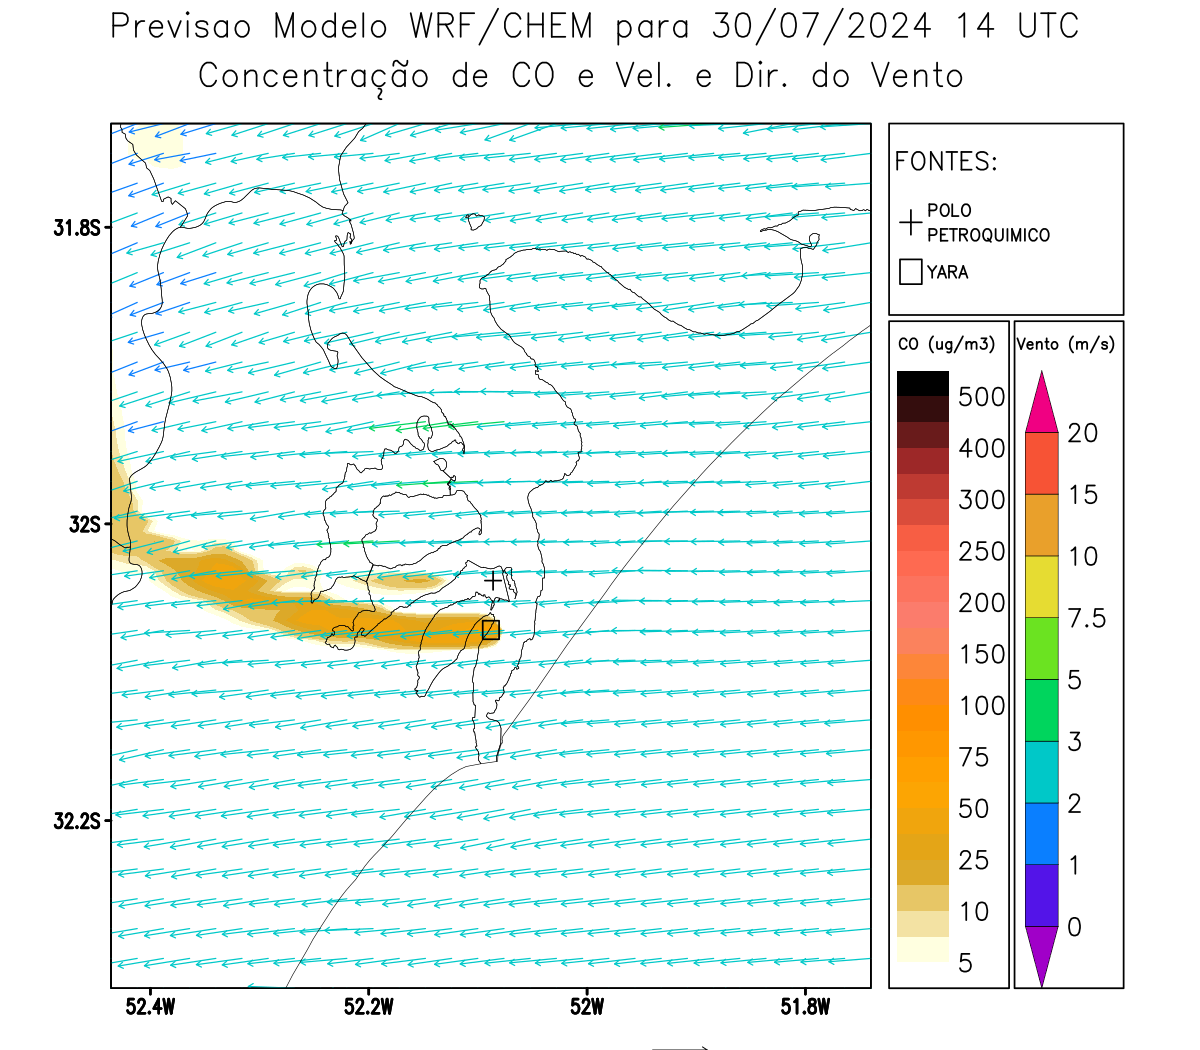 Previsao Modelo WRF/CHEM para 30/07/2024 14 UTC
Concentração de CO e Vel. e Dir. do Vento
FONTES:
POLO
PETROQUIMICO
YARA
CO (ug/m3)
500
400
300
250
200
150
100
75
50
25
10
5
Vento (m/s)
20
15
10
7.5
5
3
2
1
0
31.8S
32S
32.2S
52.4W
52.2W
52W
51.8W